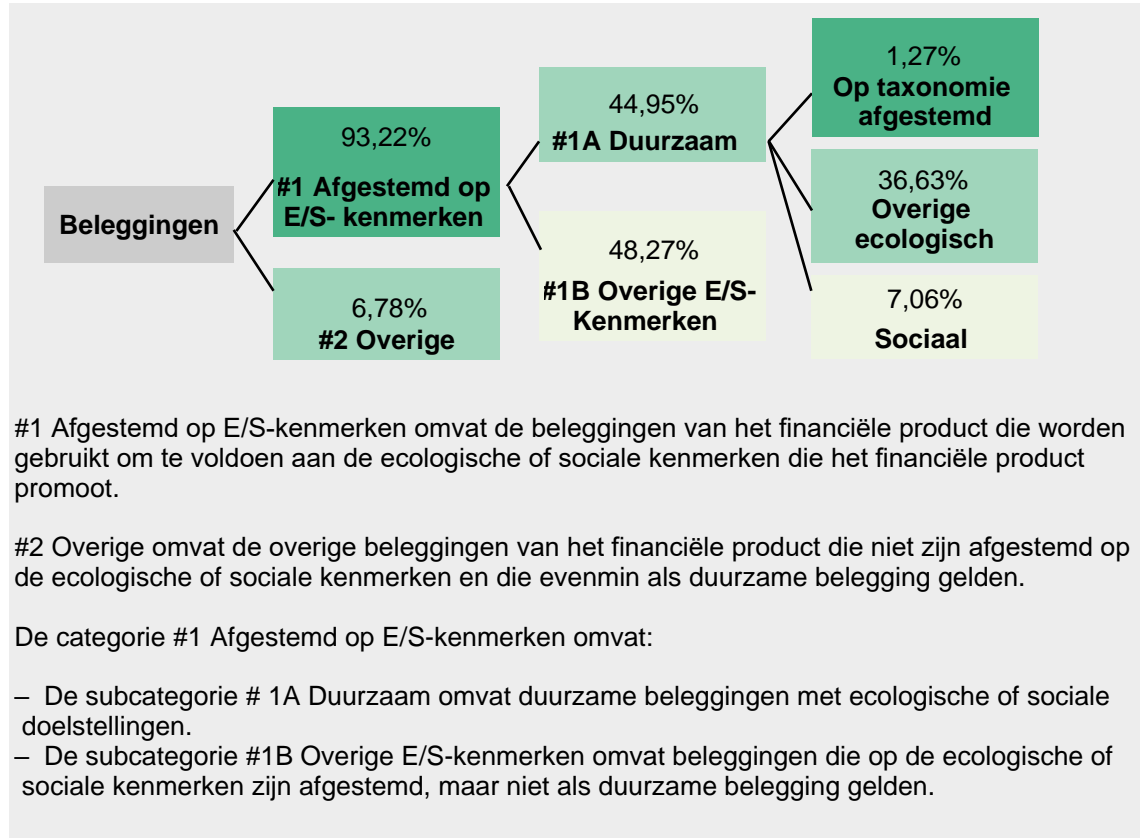 Beleggingen
93,22%
#1 Afgestemd op
E/S- kenmerken
6,78%
#2 Overige
44,95%
#1A Duurzaam
48,27%
#1B Overige E/S-
Kenmerken
1,27%
Op taxonomie
afgestemd
36,63%
Overige
ecologisch
7,06%
Sociaal
#1 Afgestemd op E/S-kenmerken omvat de beleggingen van het financiële product die worden
gebruikt om te voldoen aan de ecologische of sociale kenmerken die het financiële product
promoot.
#2 Overige omvat de overige beleggingen van het financiële product die niet zijn afgestemd op
de ecologische of sociale kenmerken en die evenmin als duurzame belegging gelden.
De categorie #1 Afgestemd op E/S-kenmerken omvat:
– De subcategorie # 1A Duurzaam omvat duurzame beleggingen met ecologische of sociale
doelstellingen.
– De subcategorie #1B Overige E/S-kenmerken omvat beleggingen die op de ecologische of
sociale kenmerken zijn afgestemd, maar niet als duurzame belegging gelden.